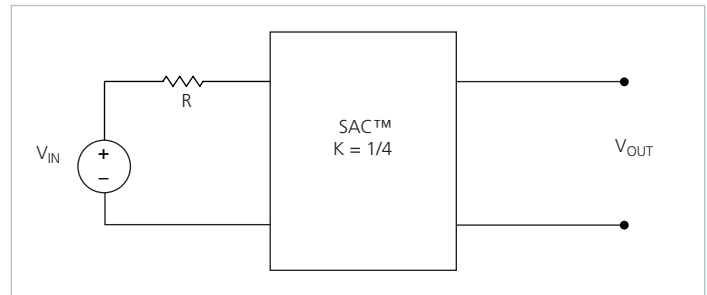 R
SAC™
K = 1/4
V_IN
+
−
V_OUT